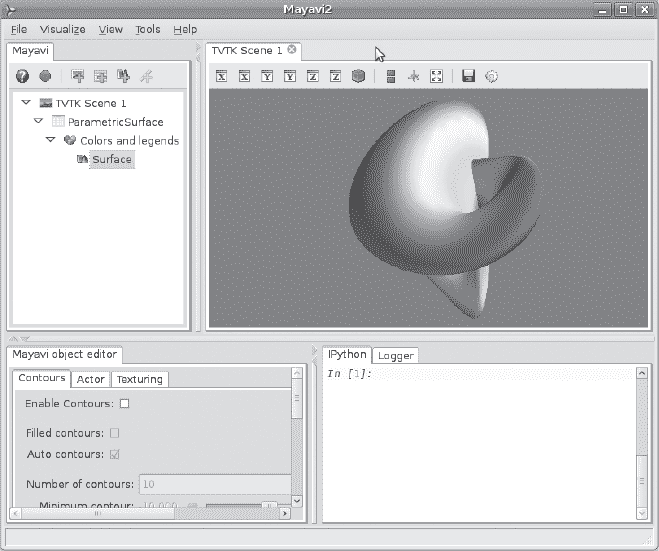 Mayavi2
File Visualize View Tools Help
Mayavi
TVTK Scene 1
X X Y Y Z Z
TVTK Scene 1
ParametricSurface
Colors and legends
Surface
Mayavi object editor
Contours Actor Texturing
Enable Contours:
Filled contours:
Auto contours:
Number of contours: 10
Minimum contour: 10.000
IPython Logger
In [1]: